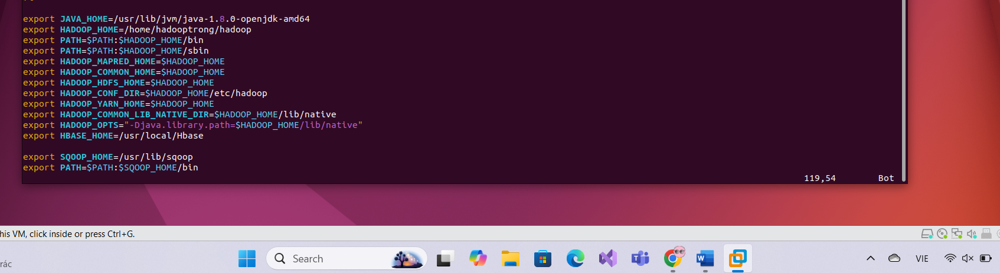 export JAVA_HOME=/usr/lib/jvm/java-1.8.0-openjdk-amd64
export HADOOP_HOME=/home/hadooptrong/hadoop
export PATH=$PATH:$HADOOP_HOME/bin
export PATH=$PATH:$HADOOP_HOME/sbin
export HADOOP_MAPRED_HOME=$HADOOP_HOME
export HADOOP_COMMON_HOME=$HADOOP_HOME
export HADOOP_HDFS_HOME=$HADOOP_HOME
export HADOOP_CONF_DIR=$HADOOP_HOME/etc/hadoop
export HADOOP_YARN_HOME=$HADOOP_HOME
export HADOOP_COMMON_LIB_NATIVE_DIR=$HADOOP_HOME/lib/native
export HADOOP_OPTS="-Djava.library.path=$HADOOP_HOME/lib/native"
export HBASE_HOME=/usr/local/Hbase
export SQOOP_HOME=/usr/lib/sqoop
export PATH=$PATH:$SQOOP_HOME/bin
119,54 Bot
his VM, click inside or press Ctrl+G.
Search
VIE
rác